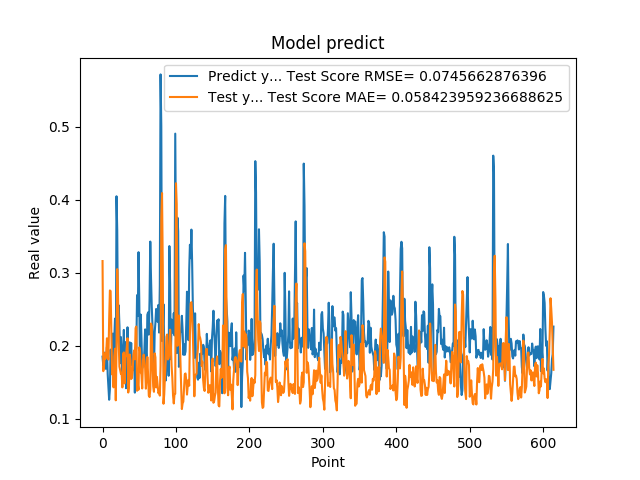 Model predict
Predict y... Test Score RMSE= 0.0745662876396
Test y... Test Score MAE= 0.058423959236688625
Real value
0.5
0.4
0.3
0.2
0.1
0 100 200 300 400 500 600
Point